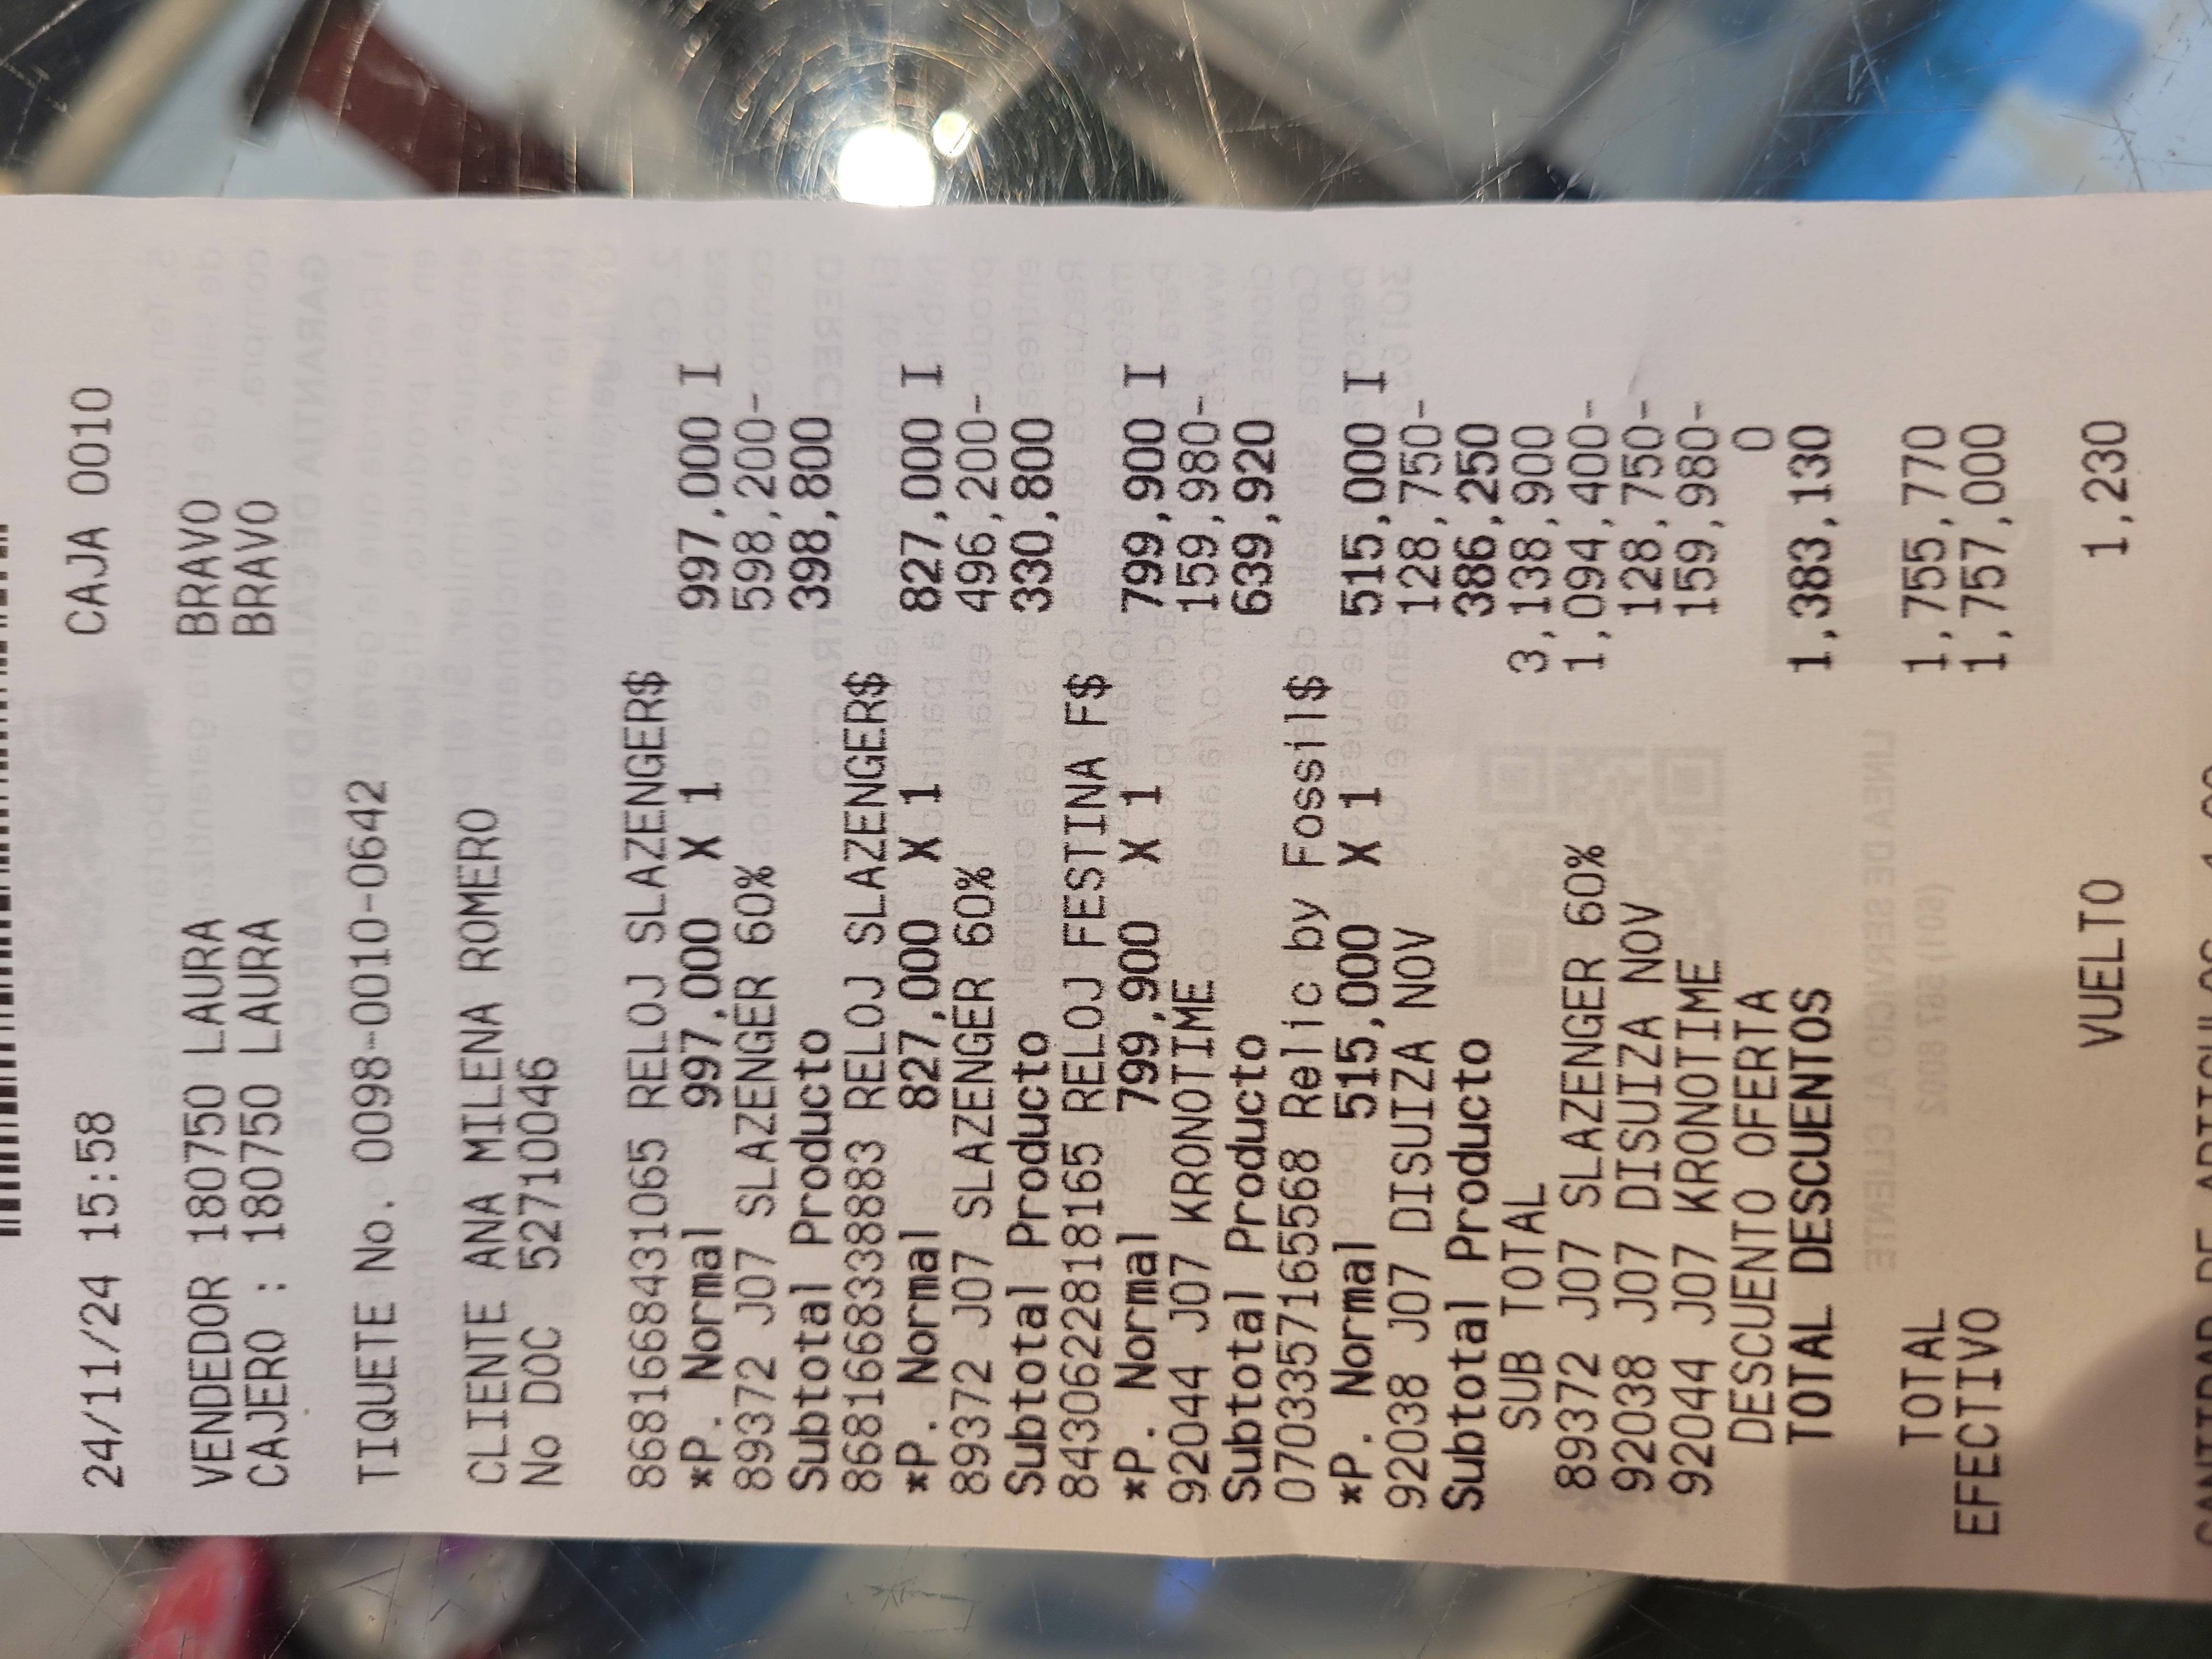 24/11/24 15:58 CAJA 0010
VENDEDOR 180750 LAURA BRAVO
CAJERO : 180750 LAURA BRAVO
TIQUETE No. 0098-0010-0642
CLIENTE ANA MILENA ROMERO
No DOC 52710046
8681668431065 RELOJ SLAZENGER$
*P. Normal 997,000 X 1 997,000 I
89372 J07 SLAZENGER 60% 598,200-
Subtotal Producto 398,800
8681668338883 RELOJ SLAZENGER$
*P. Normal 827,000 X 1 827,000 I
89372 J07 SLAZENGER 60% 496,200-
Subtotal Producto 330,800
8430622818165 RELOJ FESTINA F$
*P. Normal 799,900 X 1 799,900 I
92044 J07 KRONOTIME 159,980-
Subtotal Producto 639,920
0703357165568 Relic by Fossil$
*P. Normal 515,000 X 1 515,000 I
92038 J07 DISUIZA NOV 128,750-
Subtotal Producto 386,250
SUB TOTAL 3,138,900
89372 J07 SLAZENGER 60% 1,094,400-
92038 J07 DISUIZA NOV 128,750-
92044 J07 KRONOTIME 159,980-
DESCUENTO OFERTA 0
TOTAL DESCUENTOS 1,383,130
TOTAL 1,755,770
EFECTIVO 1,757,000
VUELTO 1,230